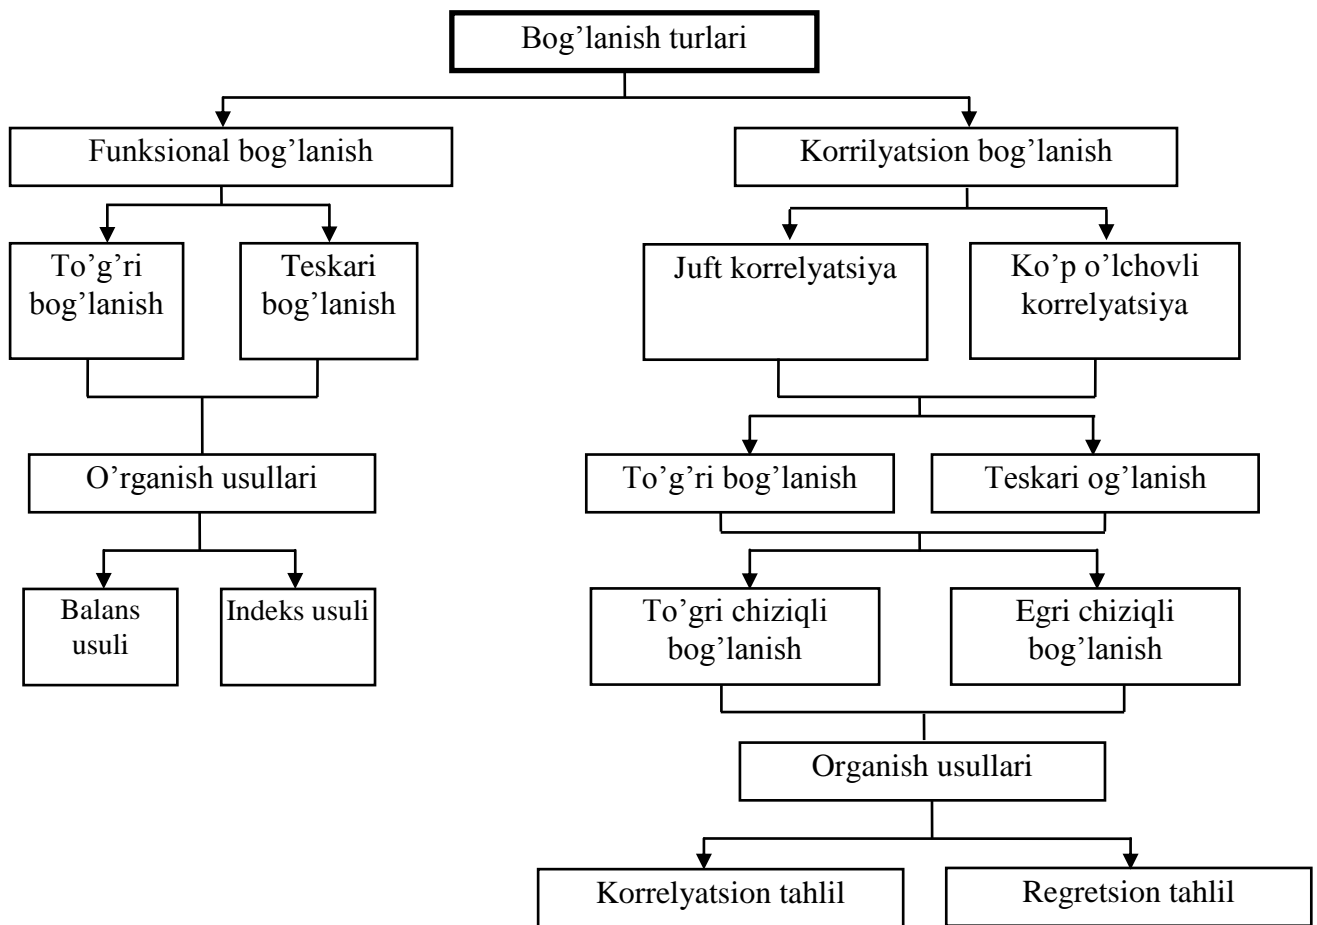 Bog’lanish turlari
Funksional bog’lanish
Korrilyatsion bog’lanish
To’g’ri
bog’lanish
Teskari
bog’lanish
Juft korrelyatsiya
Ko’p o’lchovli
korrelyatsiya
O’rganish usullari
To’g’ri bog’lanish
Teskari og’lanish
Balans
usuli
Indeks usuli
To’gri chiziqli
bog’lanish
Egri chiziqli
bog’lanish
Organish usullari
Korrelyatsion tahlil
Regretsion tahlil